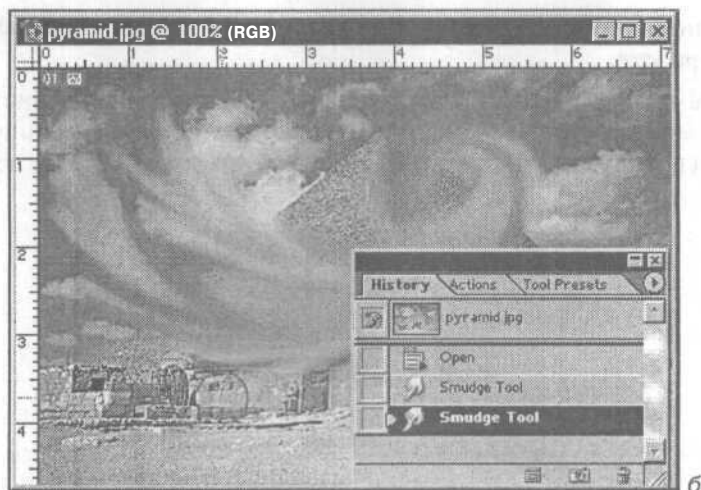 pyramid.jpg @ 100% (RGB)
0 1 2 3 4 5 6 7
0
01
1
2
3
4
History Actions Tool Presets
pyramid.jpg
Open
Smudge Tool
Smudge Tool
б